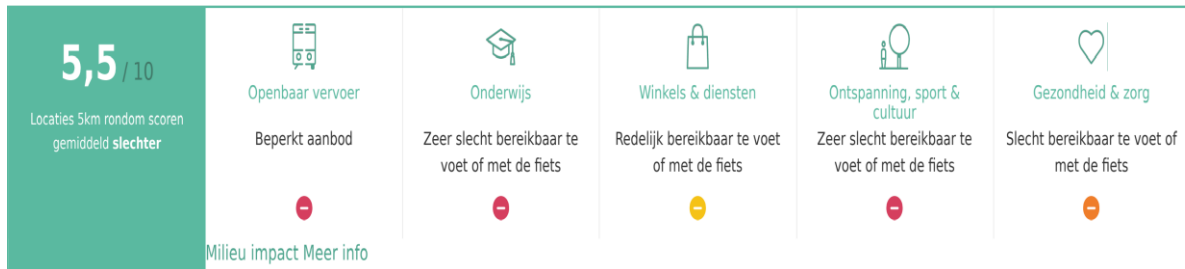 5,5 / 10
Locaties 5km rondom scoren
gemiddeld slechter
Openbaar vervoer
Beperkt aanbod
Onderwijs
Zeer slecht bereikbaar te
voet of met de fiets
Winkels & diensten
Redelijk bereikbaar te voet
of met de fiets
Ontspanning, sport &
cultuur
Zeer slecht bereikbaar te
voet of met de fiets
Gezondheid & zorg
Slecht bereikbaar te voet of
met de fiets
Milieu impact Meer info